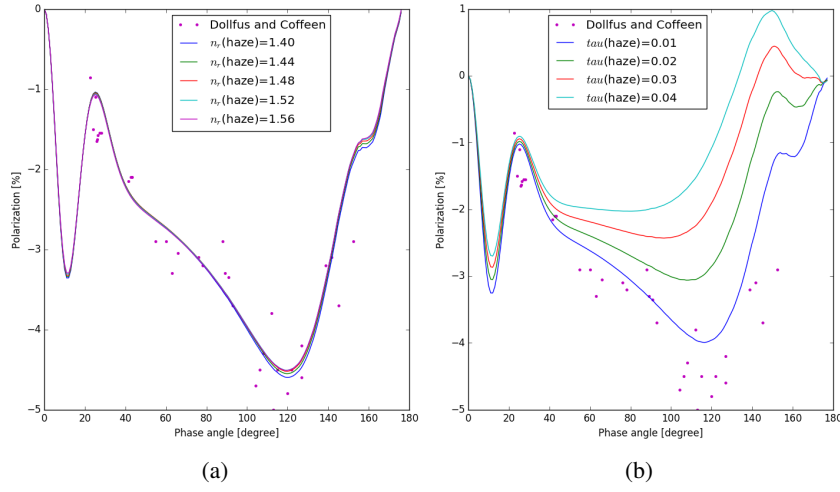 Dollfus and Coffeen
n_r(haze)=1.40
n_r(haze)=1.44
n_r(haze)=1.48
n_r(haze)=1.52
n_r(haze)=1.56
0
−1
−2
−3
−4
−5
Polarization [%]
0 20 40 60 80 100 120 140 160 180
Phase angle [degree]
(a)
Dollfus and Coffeen
tau(haze)=0.01
tau(haze)=0.02
tau(haze)=0.03
tau(haze)=0.04
1
0
−1
−2
−3
−4
−5
Polarization [%]
0 20 40 60 80 100 120 140 160 180
Phase angle [degree]
(b)